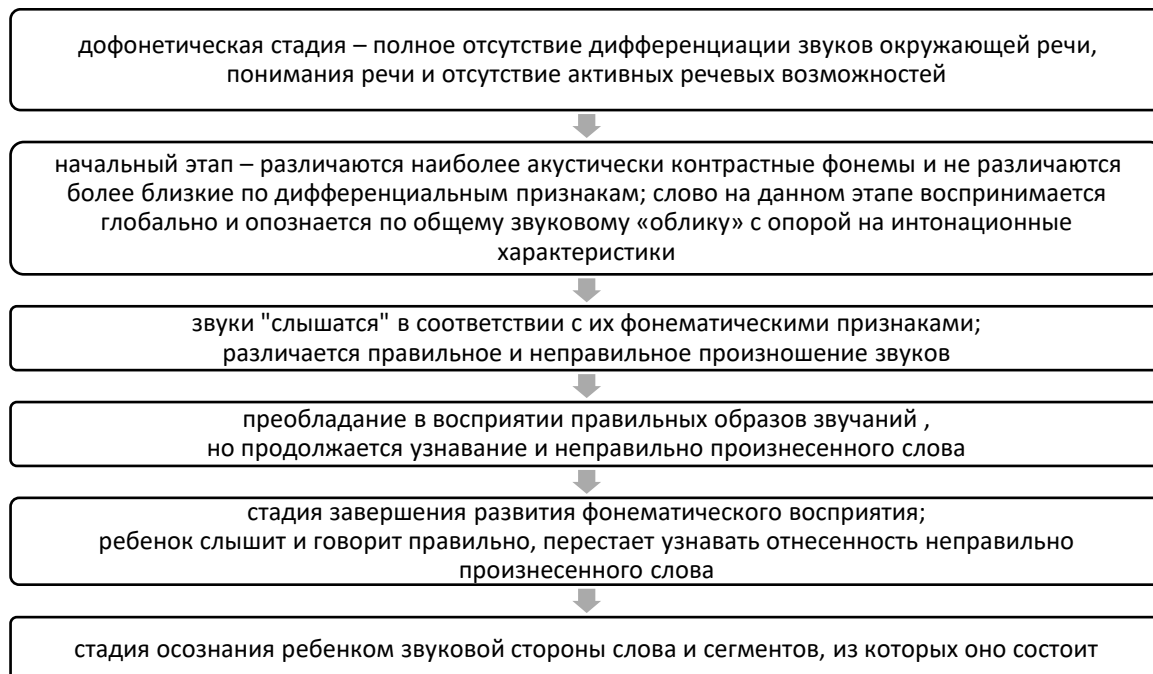 дофонетическая стадия – полное отсутствие дифференциации звуков окружающей речи,
понимания речи и отсутствие активных речевых возможностей
начальный этап – различаются наиболее акустически контрастные фонемы и не различаются
более близкие по дифференциальным признакам; слово на данном этапе воспринимается
глобально и опознается по общему звуковому «облику» с опорой на интонационные
характеристики
звуки "слышатся" в соответствии с их фонематическими признаками;
различается правильное и неправильное произношение звуков
преобладание в восприятии правильных образов звучаний ,
но продолжается узнавание и неправильно произнесенного слова
стадия завершения развития фонематического восприятия;
ребенок слышит и говорит правильно, перестает узнавать отнесенность неправильно
произнесенного слова
стадия осознания ребенком звуковой стороны слова и сегментов, из которых оно состоит